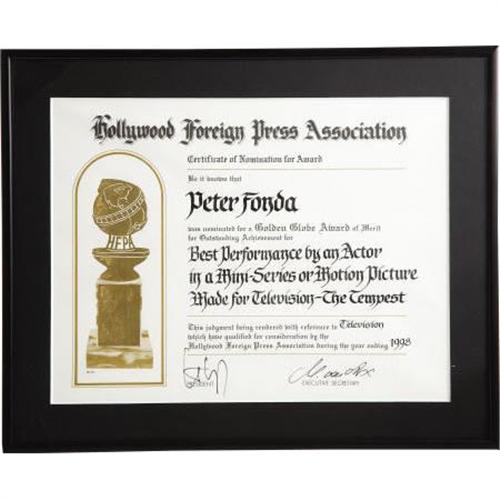 Hollywood Foreign Press Association
Certificate of Nomination for Award
Be it known that
Peter Fonda
was nominated for a Golden Globe Award of Merit
for Outstanding Achievement for
Best Performance by an Actor
in a Mini-Series or Motion Picture
Made for Television-The Tempest
This judgment being rendered with reference to Television
which have qualified for consideration by the
Hollywood Foreign Press Association during the year ending 1998
HFPA
PRESIDENT
EXECUTIVE SECRETARY